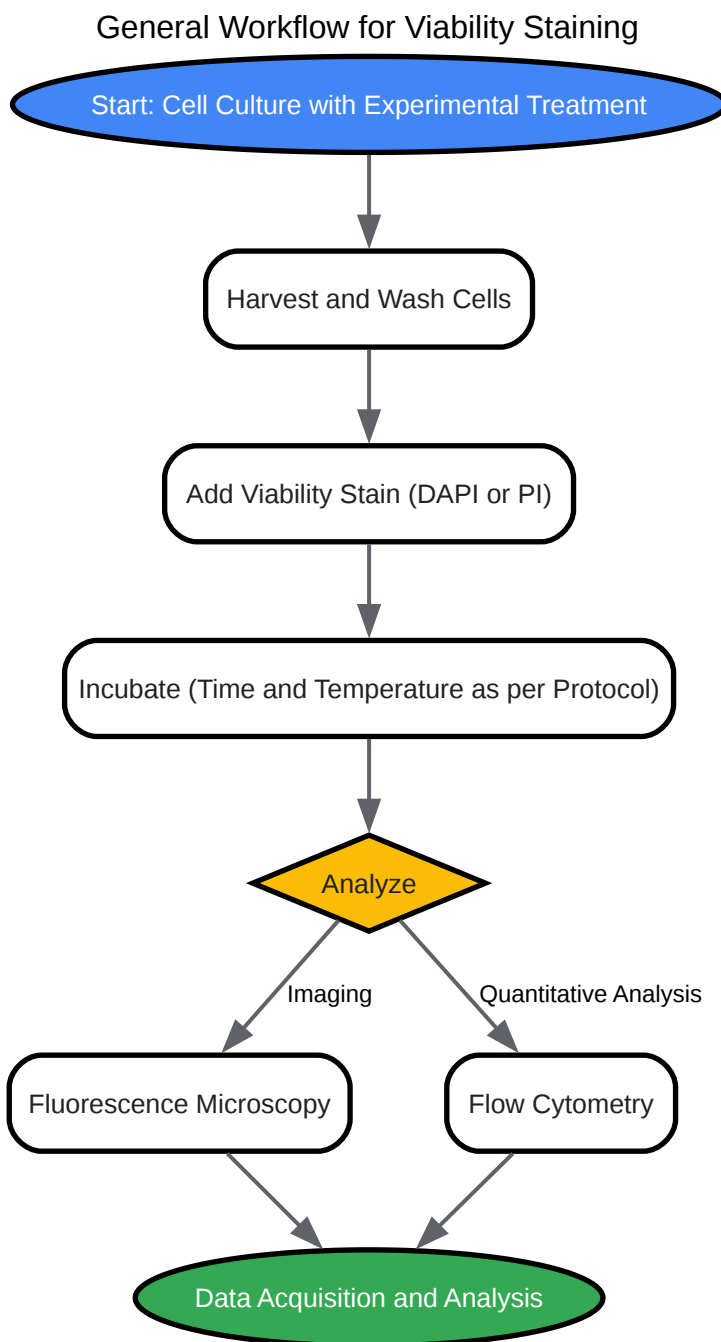 General Workflow for Viability Staining
Start: Cell Culture with Experimental Treatment
Harvest and Wash Cells
Add Viability Stain (DAPI or PI)
Incubate (Time and Temperature as per Protocol)
Analyze
Imaging
Quantitative Analysis
Fluorescence Microscopy
Flow Cytometry
Data Acquisition and Analysis